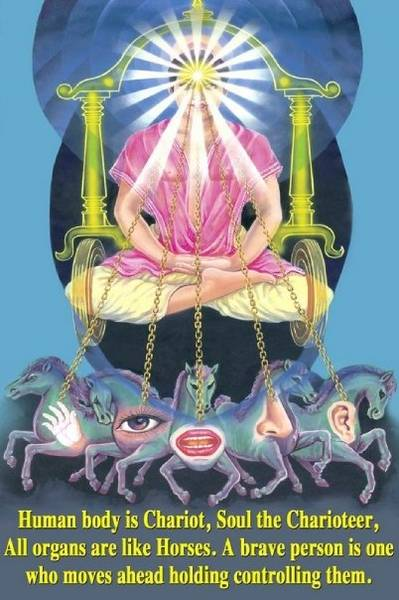 Human body is Chariot, Soul the Charioteer,
All organs are like Horses. A brave person is one
who moves ahead holding controlling them.